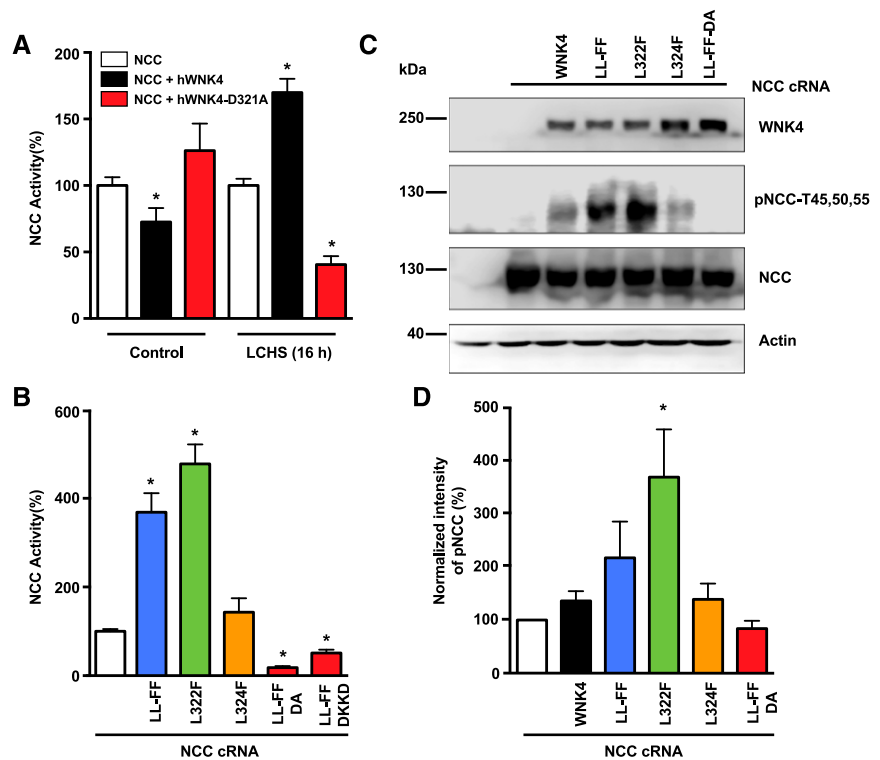 A
NCC Activity(%)
200
150
100
50
0
NCC
NCC + hWNK4
NCC + hWNK4-D321A
*
*
*
Control
LCHS (16 h)
C
kDa
WNK4
LL-FF
L322F
L324F
LL-FF-DA
NCC cRNA
250
WNK4
130
pNCC-T45,50,55
130
NCC
40
Actin
B
NCC Activity(%)
600
400
200
0
*
*
*
*
LL-FF
L322F
L324F
LL-FF
DA
LL-FF
DKKD
NCC cRNA
D
Normalized intensity
of pNCC (%)
500
400
300
200
100
0
*
WNK4
LL-FF
L322F
L324F
LL-FF
DA
NCC cRNA